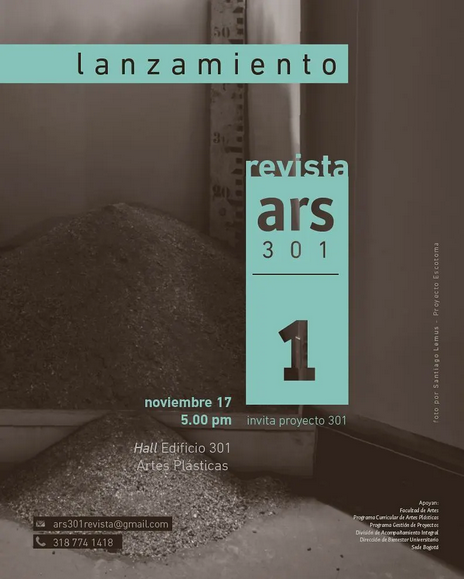 lanzamiento
revista
ars
301
1
noviembre 17
5.00 pm
invita proyecto 301
Hall Edificio 301
Artes Plásticas
ars301revista@gmail.com
318 774 1418
foto por Santiago Lemus - Proyecto Escotoma
Apoyan:
Facultad de Artes
Programa Curricular de Artes Plásticas
Programa Gestión de Proyectos
División de Acompañamiento Integral
Dirección de Bienestar Universitario
Sede Bogotá